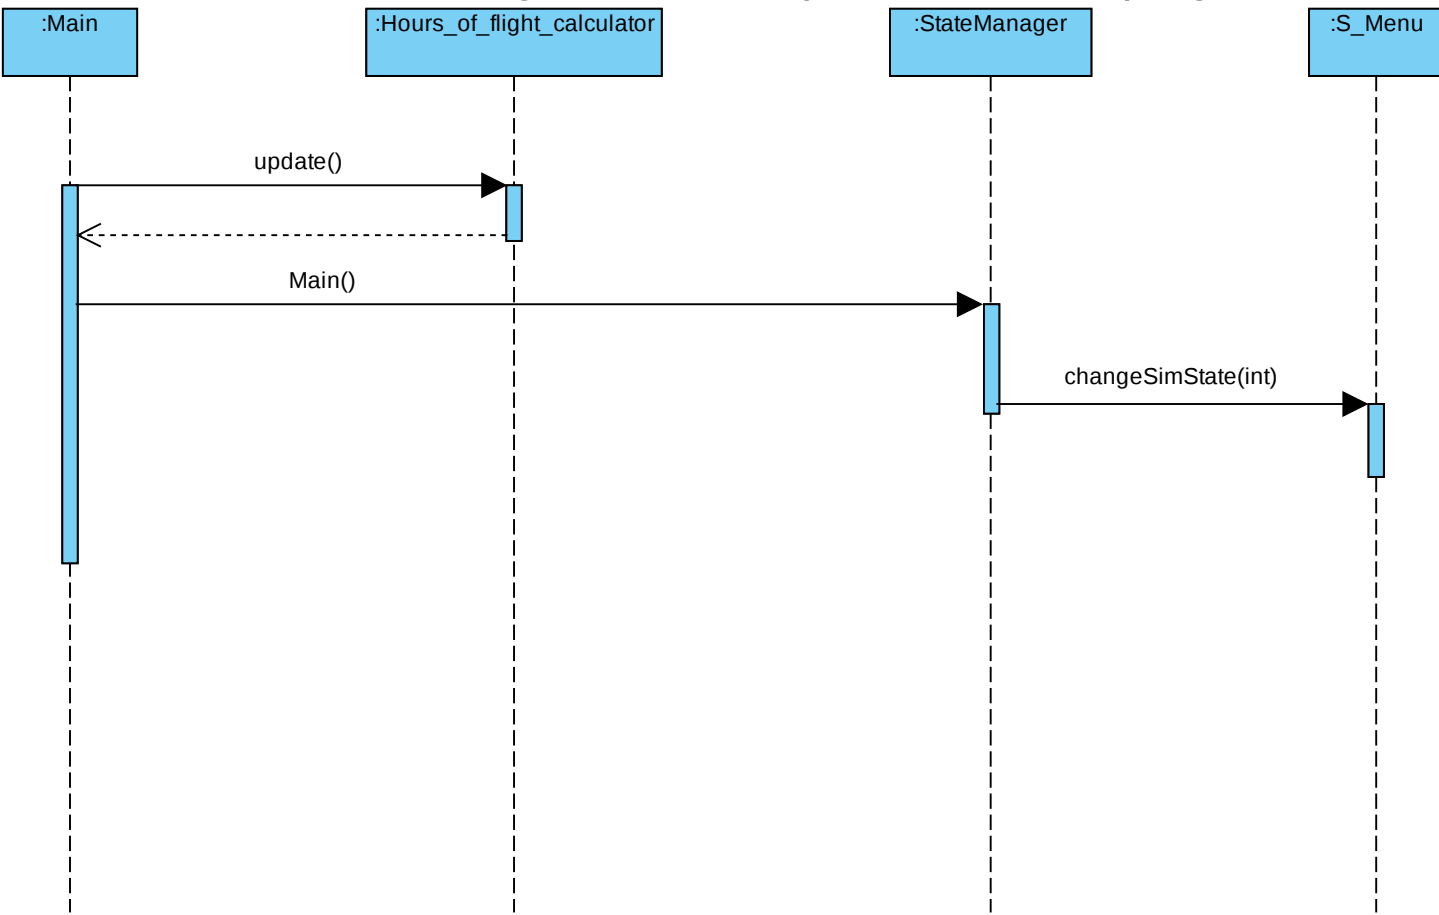 :Main
:Hours_of_flight_calculator
:StateManager
:S_Menu
update()
Main()
changeSimState(int)